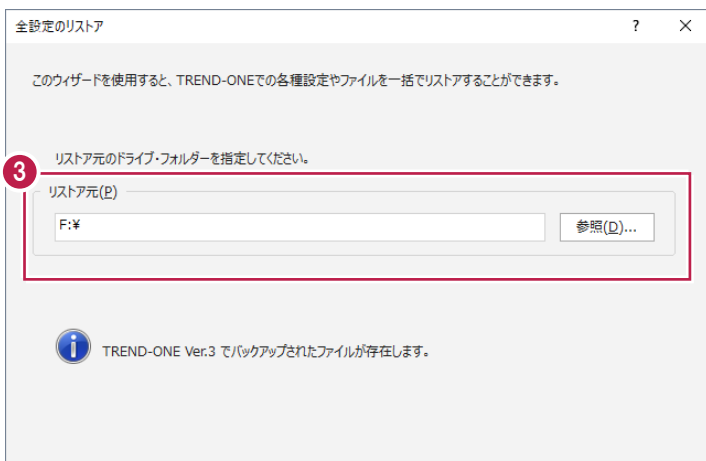 全設定のリストア
? ×
このウィザードを使用すると、TREND-ONEでの各種設定やファイルを一括でリストアすることができます。
リストア元のドライブ・フォルダーを指定してください。
3
リストア元(P)
F:¥
参照(D)...
TREND-ONE Ver.3 でバックアップされたファイルが存在します。